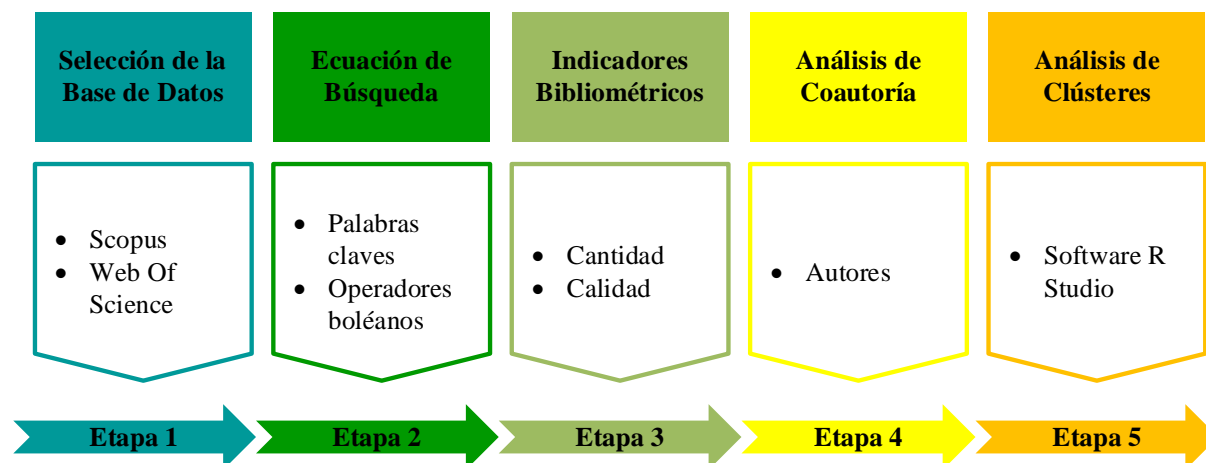 Selección de la
Base de Datos
Ecuación de
Búsqueda
Indicadores
Bibliométricos
Análisis de
Coautoría
Análisis de
Clústeres
• Scopus
• Web Of
Science
• Palabras
claves
• Operadores
boléanos
• Cantidad
• Calidad
• Autores
• Software R
Studio
Etapa 1
Etapa 2
Etapa 3
Etapa 4
Etapa 5